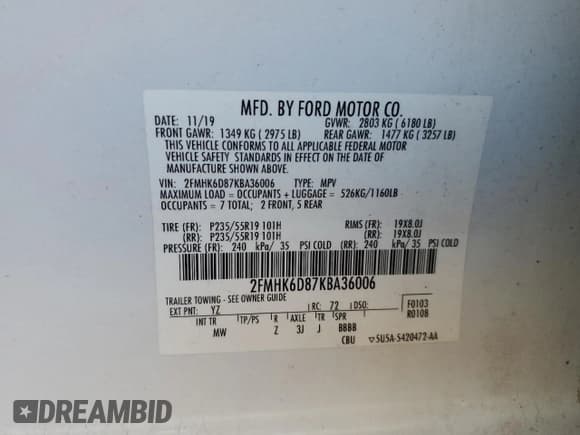 MFD. BY FORD MOTOR CO.
DATE: 11/19 GVWR: 2803 KG ( 6180 LB)
FRONT GAWR: 1349 KG ( 2975 LB) REAR GAWR: 1477 KG ( 3257 LB)
THIS VEHICLE CONFORMS TO ALL APPLICABLE FEDERAL MOTOR
VEHICLE SAFETY STANDARDS IN EFFECT ON THE DATE OF
MANUFACTURE SHOWN ABOVE.
VIN: 2FMHK6D87KBA36006 TYPE: MPV
MAXIMUM LOAD = OCCUPANTS + LUGGAGE = 526KG/1160LB
OCCUPANTS = 7 TOTAL; 2 FRONT, 5 REAR
TIRE (FR): P235/55R19 101H RIMS (FR): 19X8.0J
(RR): P235/55R19 101H (RR): 19X8.0J
PRESSURE (FR): 240 kPa/ 35 PSI COLD (RR): 240 kPa/ 35 PSI COLD
2FMHK6D87KBA36006
TRAILER TOWING - SEE OWNER GUIDE
EXT PNT: YZ RC: 72 DSO: F0103
INT TR TP/PS R AXLE TR SPR R0108
MW Z 3J J BBBB
CBU ▽5U5A-S420472-AA
DREAMBID